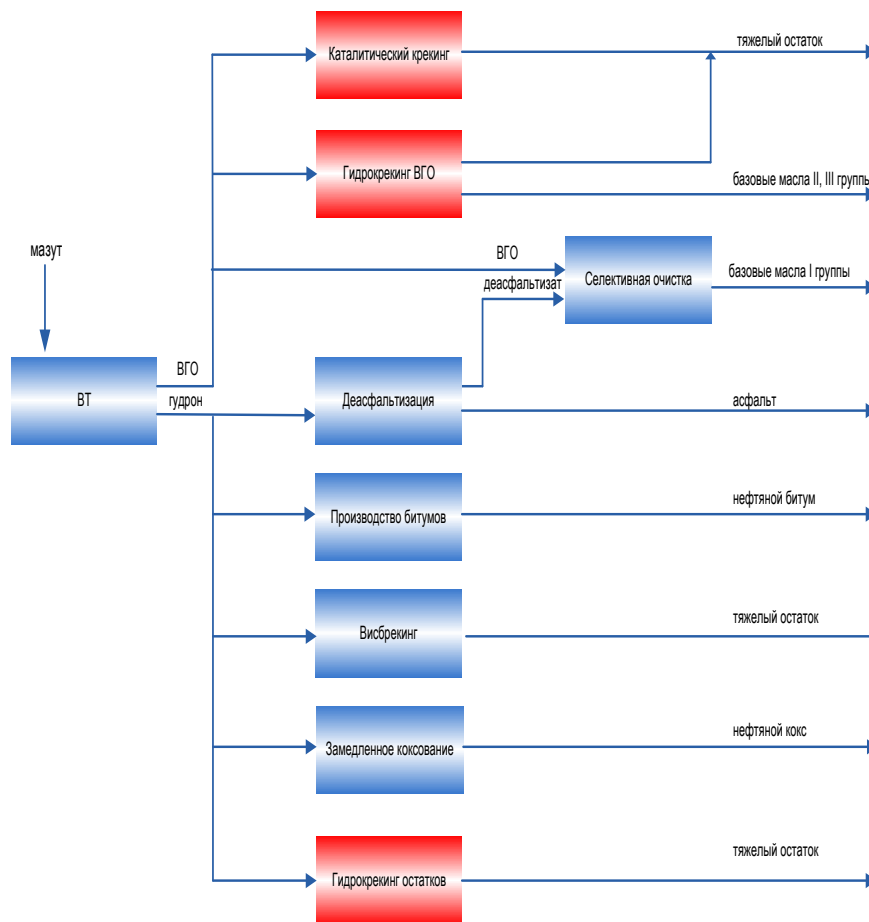 Каталитический крекинг
тяжелый остаток
Гидрокрекинг ВГО
базовые масла II, III группы
мазут
ВГО
деасфальтизат
Селективная очистка
базовые масла I группы
ВТ
ВГО
гудрон
Деасфальтизация
асфальт
Производство битумов
нефтяной битум
Висбрекинг
тяжелый остаток
Замедленное коксование
нефтяной кокс
Гидрокрекинг остатков
тяжелый остаток